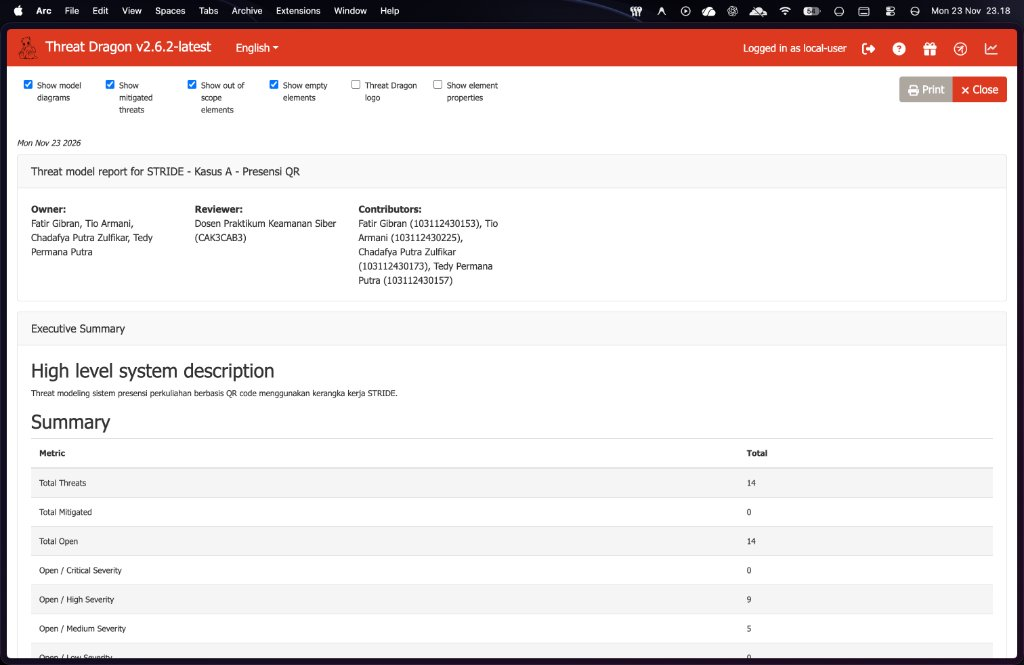 Arc File Edit View Spaces Tabs Archive Extensions Window Help Mon 23 Nov 23.18
Threat Dragon v2.6.2-latest English Logged in as local-user
Show model diagrams
Show mitigated threats
Show out of scope elements
Show empty elements
Threat Dragon logo
Show element properties
Print Close
Mon Nov 23 2026
Threat model report for STRIDE - Kasus A - Presensi QR
Owner:
Fatir Gibran, Tio Armani,
Chadafya Putra Zulfikar, Tedy
Permana Putra
Reviewer:
Dosen Praktikum Keamanan Siber
(CAK3CAB3)
Contributors:
Fatir Gibran (103112430153), Tio
Armani (103112430225),
Chadafya Putra Zulfikar
(103112430173), Tedy Permana
Putra (103112430157)
Executive Summary
High level system description
Threat modeling sistem presensi perkuliahan berbasis QR code menggunakan kerangka kerja STRIDE.
Summary
Metric Total
Total Threats 14
Total Mitigated 0
Total Open 14
Open / Critical Severity 0
Open / High Severity 9
Open / Medium Severity 5
Open / Low Severity 0